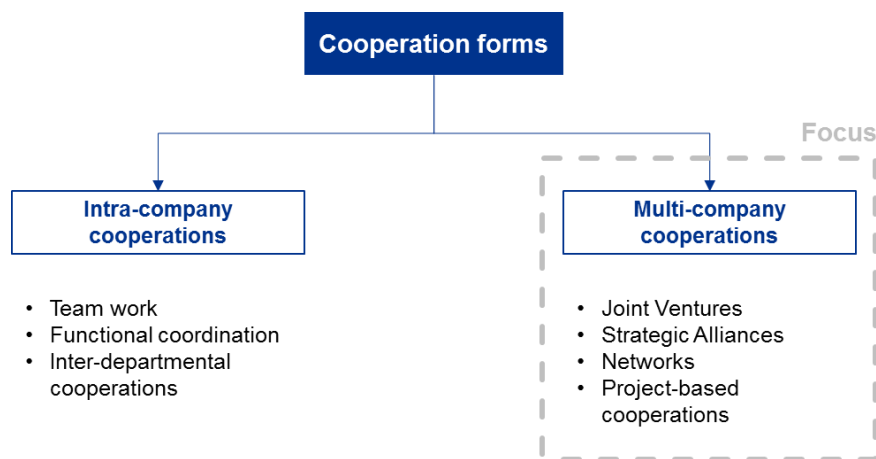 Cooperation forms
Focus
Intra-company
cooperations
Multi-company
cooperations
• Team work
• Functional coordination
• Inter-departmental
cooperations
• Joint Ventures
• Strategic Alliances
• Networks
• Project-based
cooperations